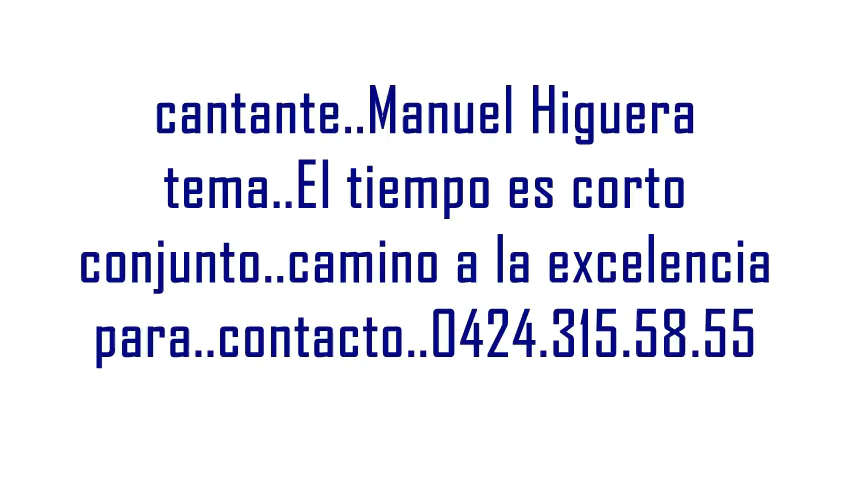 cantante..Manuel Higuera
tema..El tiempo es corto
conjunto..camino a la excelencia
para..contacto..0424.315.58.55